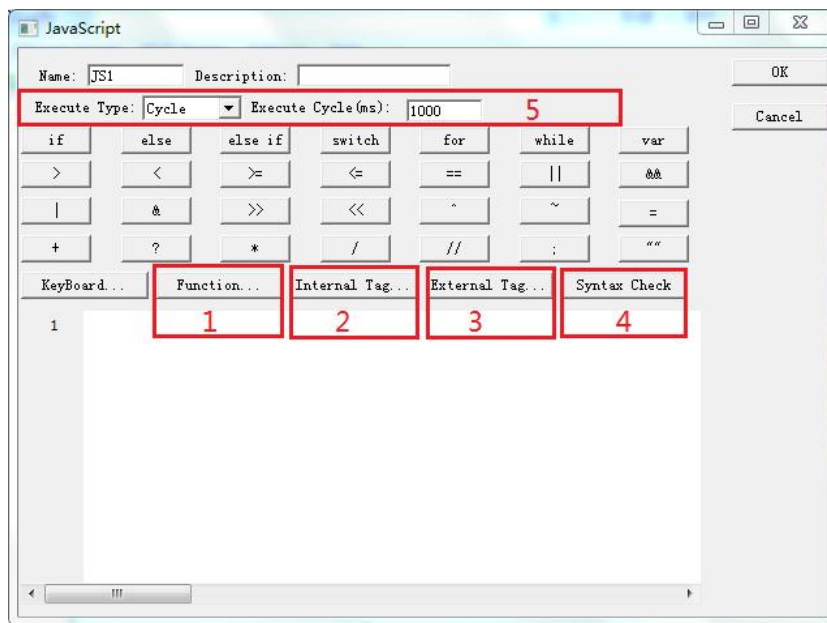 JavaScript
Name: JS1 Description:
OK
Execute Type: Cycle Execute Cycle(ms): 1000 5
Cancel
if else else if switch for while var
> < >= <= == || &&
| & >> << ^ ~ =
+ ? * / // ; ""
KeyBoard... Function... Internal Tag... External Tag... Syntax Check
1 2 3 4
1